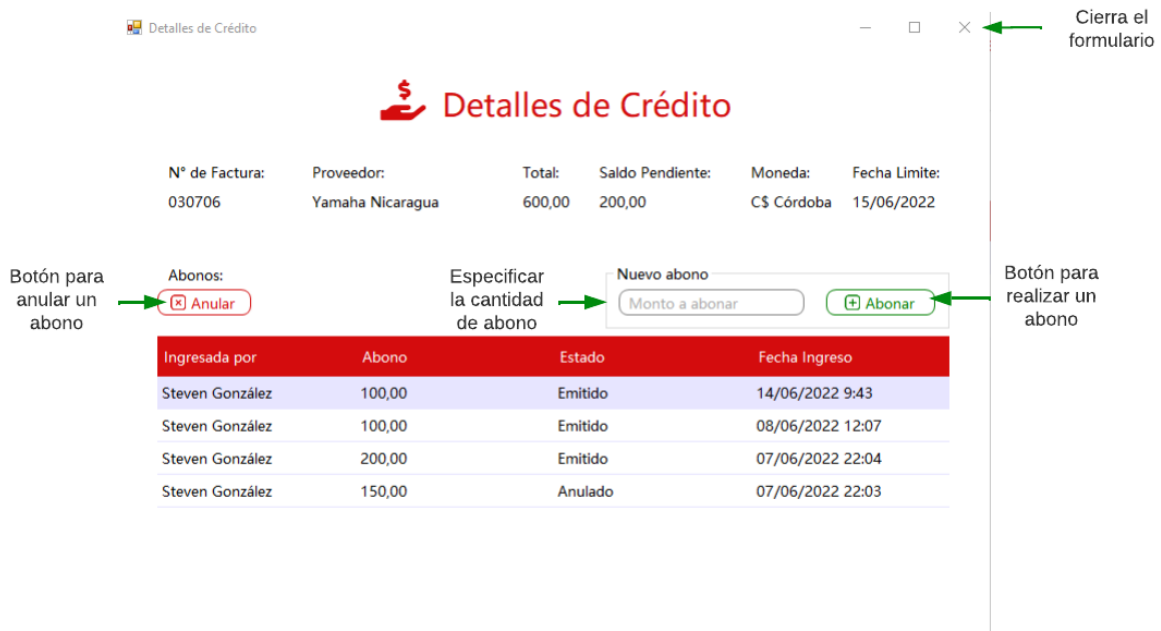 Detalles de Crédito
Cierra el
formulario
Detalles de Crédito
N° de Factura: Proveedor: Total: Saldo Pendiente: Moneda: Fecha Limite:
030706 Yamaha Nicaragua 600,00 200,00 C$ Córdoba 15/06/2022
Botón para
anular un
abono
Abonos:
Anular
Especificar
la cantidad
de abono
Nuevo abono
Monto a abonar
Abonar
Botón para
realizar un
abono
Ingresada por Abono Estado Fecha Ingreso
Steven González 100,00 Emitido 14/06/2022 9:43
Steven González 100,00 Emitido 08/06/2022 12:07
Steven González 200,00 Emitido 07/06/2022 22:04
Steven González 150,00 Anulado 07/06/2022 22:03